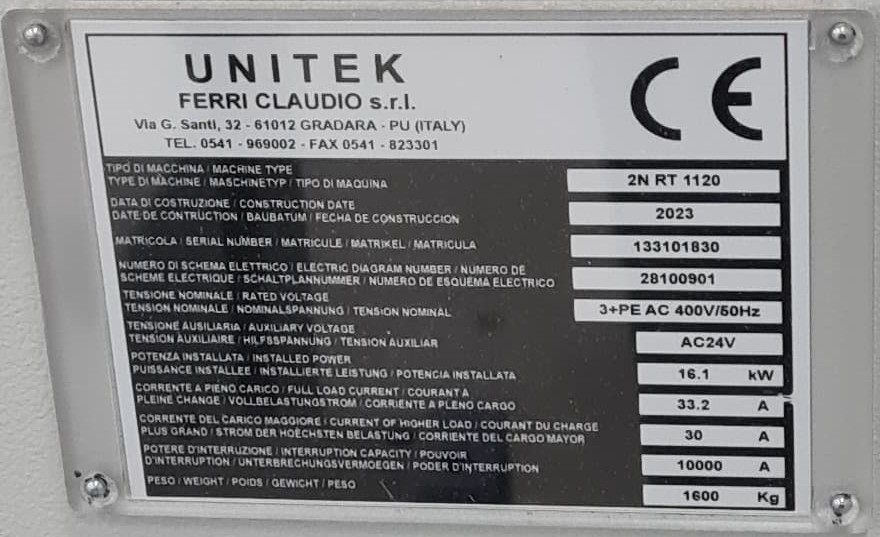 UNITEK
FERRI CLAUDIO s.r.l.
Via G. Santi, 32 - 61012 GRADARA - PU (ITALY)
TEL. 0541 - 969002 - FAX 0541 - 823301
CE
TIPO DI MACCHINA / MACHINE TYPE
TYPE DI MACHINE / MASCHINETYP / TIPO DI MAQUINA
2N RT 1120
DATA DI COSTRUZIONE / CONSTRUCTION DATE
DATE DE CONTRUCTION / BAUBATUM / FECHA DE CONSTRUCCION
2023
MATRICOLA / SERIAL NUMBER / MATRICULE / MATRIKEL / MATRICULA
133101830
NUMERO DI SCHEMA ELETTRICO / ELECTRIC DIAGRAM NUMBER / NUMERO DE
SCHEME ELECTRIQUE / SCHALTPLANNUMMER / NUMERO DE ESQUEMA ELECTRICO
28100901
TENSIONE NOMINALE / RATED VOLTAGE
TENSION NOMINALE / NOMINALSPANNUNG / TENSION NOMINAL
3+PE AC 400V/50Hz
TENSIONE AUSILIARIA / AUXILIARY VOLTAGE
TENSION AUXILIAIRE / HILFSSPANNUNG / TENSION AUXILIAR
AC24V
POTENZA INSTALLATA / INSTALLED POWER
PUISSANCE INSTALLEE / INSTALLIERTE LEISTUNG / POTENCIA INSTALLATA
16.1 kW
CORRENTE A PIENO CARICO / FULL LOAD CURRENT / COURANT A
PLEINE CHANGE / VOLLBELASTUNGSTROM / CORRIENTE A PLENO CARGO
33.2 A
CORRENTE DEL CARICO MAGGIORE / CURRENT OF HIGHER LOAD / COURANT DU CHARGE
PLUS GRAND / STROM DER HOECHSTEN BELASTUNG / CORRIENTE DEL CARGO MAYOR
30 A
POTERE D'INTERRUZIONE / INTERRUPTION CAPACITY / POUVOIR
D'INTERRUPTION / UNTERBRECHUNGSVERMOEGEN / PODER D'INTERRUPTION
10000 A
PESO / WEIGHT / POIDS / GEWICHT / PESO
1600 Kg